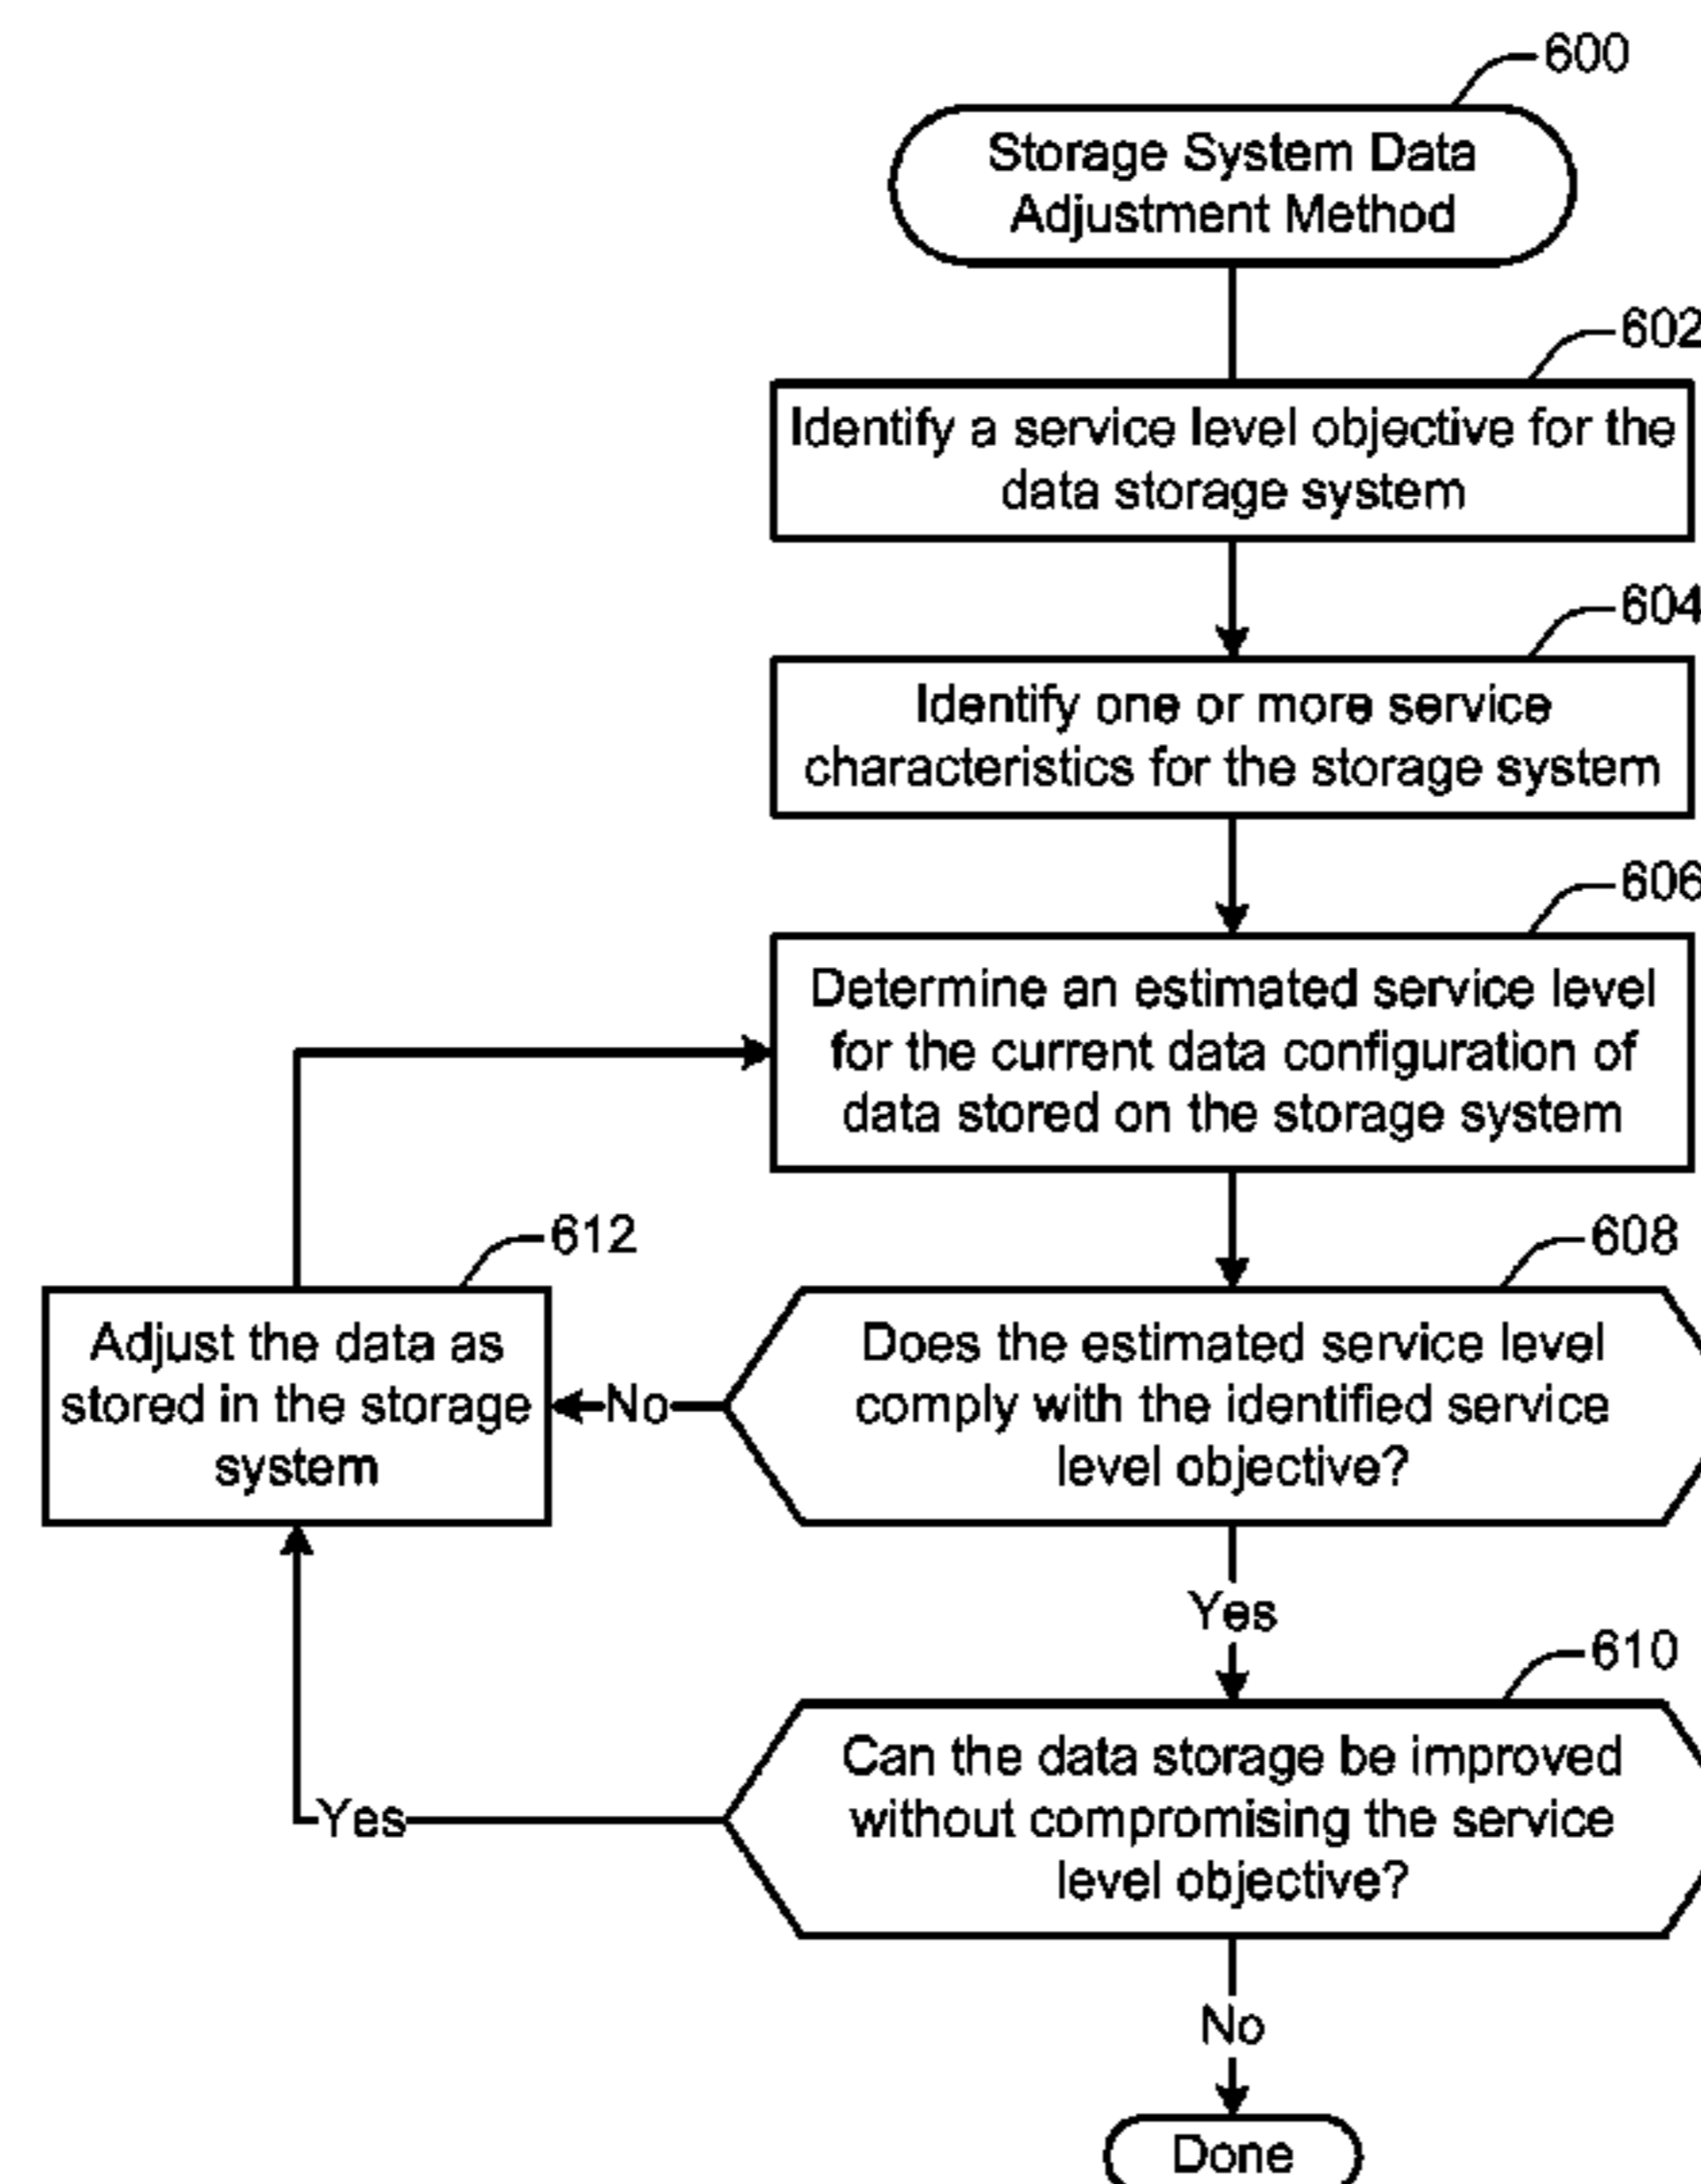 600
Storage System Data
Adjustment Method
602
Identify a service level objective for the
data storage system
604
Identify one or more service
characteristics for the storage system
606
Determine an estimated service level
for the current data configuration of
data stored on the storage system
612
608
Adjust the data as
stored in the storage
system
No
Does the estimated service level
comply with the identified service
level objective?
Yes
610
Can the data storage be improved
without compromising the service
level objective?
Yes
No
Done